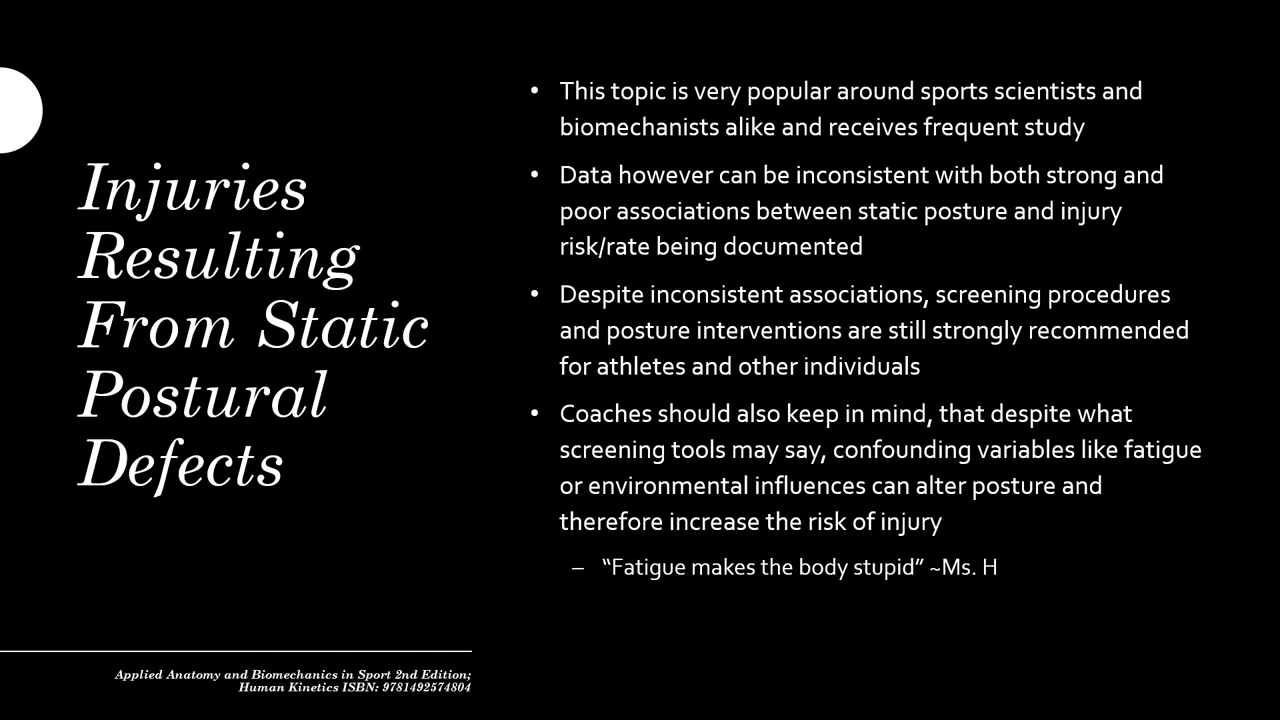 Injuries
Resulting
From Static
Postural
Defects
• This topic is very popular around sports scientists and
biomechanists alike and receives frequent study
• Data however can be inconsistent with both strong and
poor associations between static posture and injury
risk/rate being documented
• Despite inconsistent associations, screening procedures
and posture interventions are still strongly recommended
for athletes and other individuals
• Coaches should also keep in mind, that despite what
screening tools may say, confounding variables like fatigue
or environmental influences can alter posture and
therefore increase the risk of injury
– “Fatigue makes the body stupid” ~Ms. H
Applied Anatomy and Biomechanics in Sport 2nd Edition;
Human Kinetics ISBN: 9781492574804